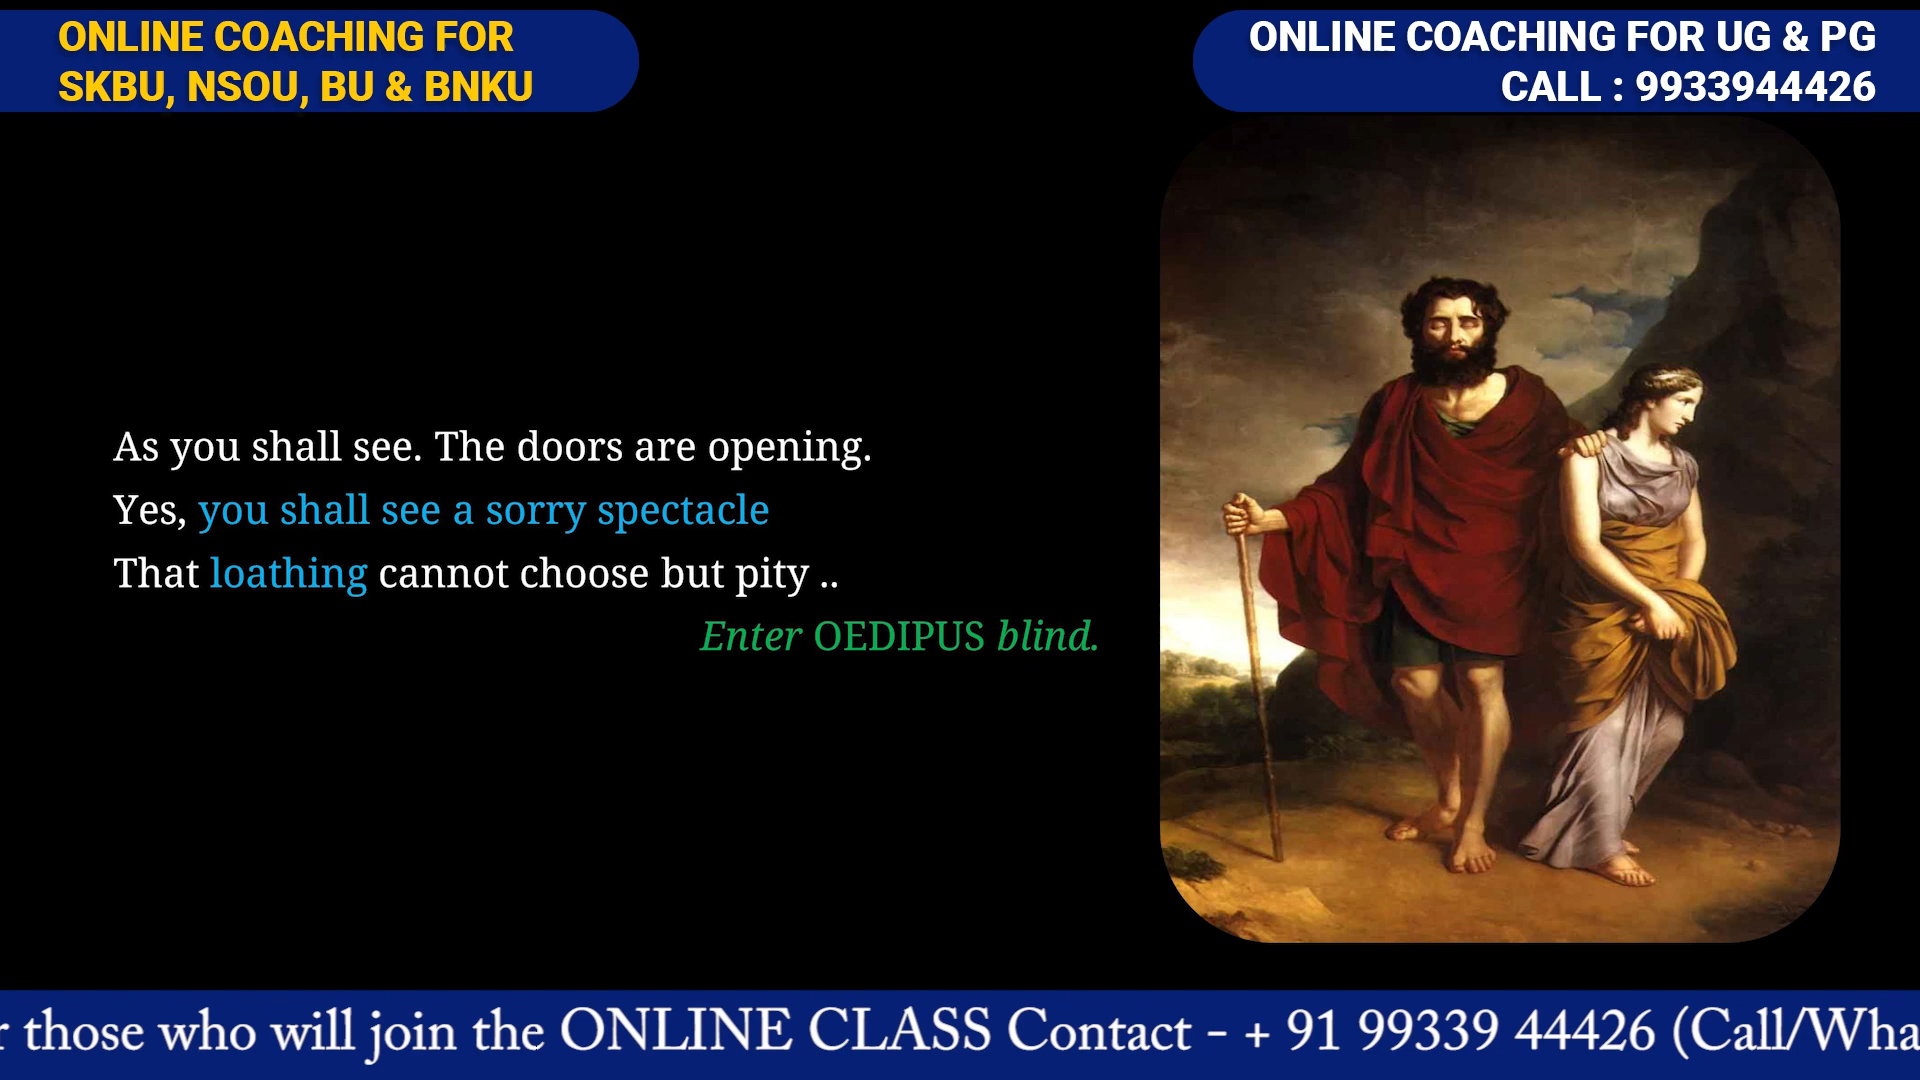 ONLINE COACHING FOR
SKBU, NSOU, BU & BNKU
ONLINE COACHING FOR UG & PG
CALL : 9933944426
As you shall see. The doors are opening.
Yes, you shall see a sorry spectacle
That loathing cannot choose but pity ..
Enter OEDIPUS blind.
r those who will join the ONLINE CLASS Contact - + 91 99339 44426 (Call/Wha